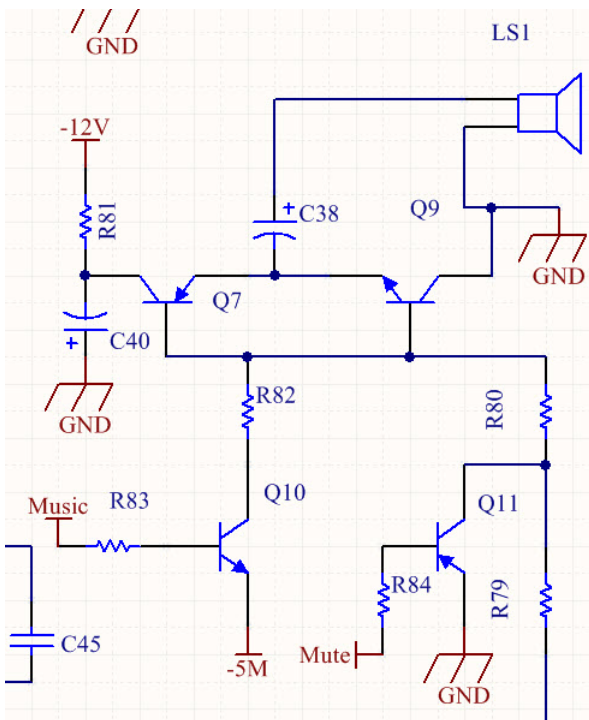 GND
LS1
-12V
R81
C38
Q9
GND
Q7
C40
GND
R82
R80
Q10
Music
R83
Q11
R84
R79
C45
-5M
Mute
GND